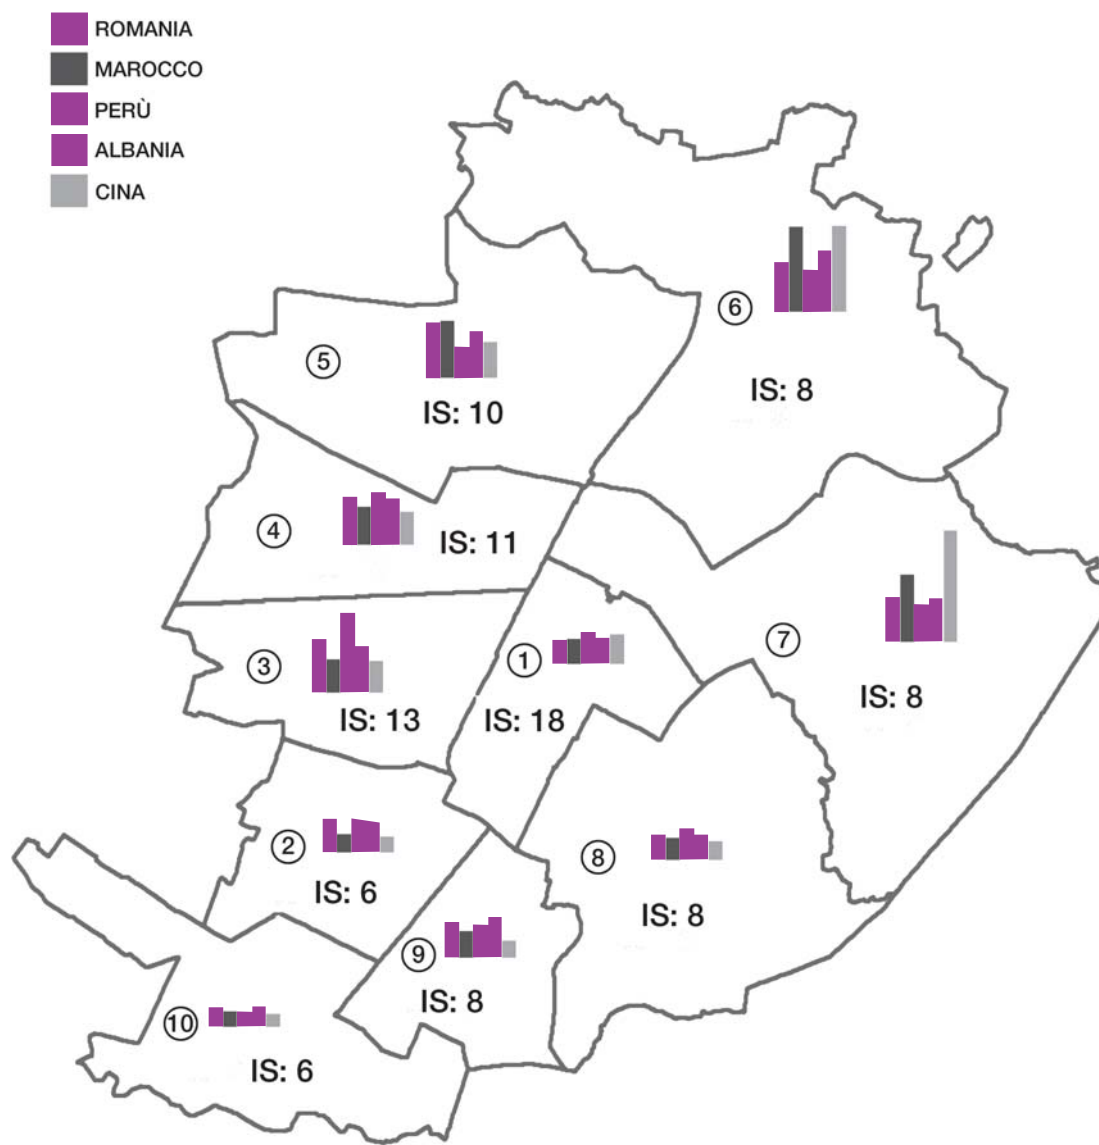 ROMANIA
MAROCCO
PERÙ
ALBANIA
CINA
6
IS: 8
5
IS: 10
4
IS: 11
7
IS: 8
1
IS: 18
3
IS: 13
2
IS: 6
8
IS: 8
9
IS: 8
10
IS: 6